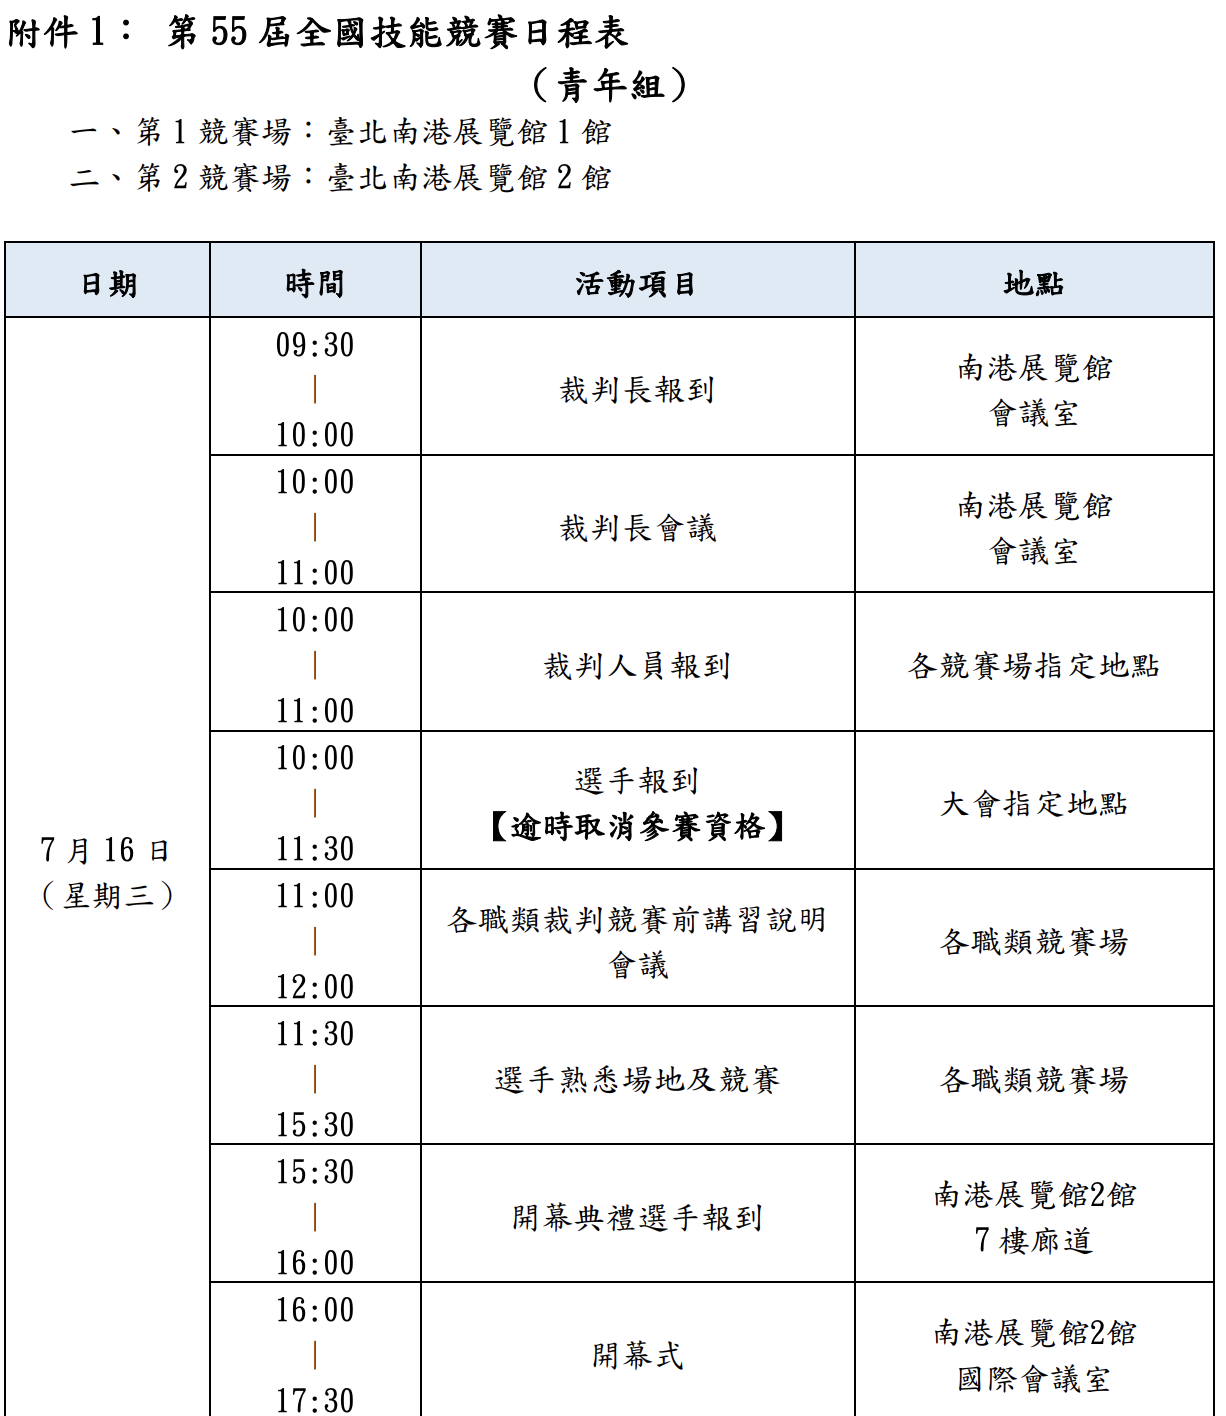 附件 1： 第 55 屆全國技能競賽日程表
（青年組）
一、第 1 競賽場：臺北南港展覽館 1 館
二、第 2 競賽場：臺北南港展覽館 2 館
日期 時間 活動項目 地點
7 月 16 日
（星期三）
09:30
｜
10:00
裁判長報到
南港展覽館
會議室
10:00
｜
11:00
裁判長會議
南港展覽館
會議室
10:00
｜
11:00
裁判人員報到
各競賽場指定地點
10:00
｜
11:30
選手報到
【逾時取消參賽資格】
大會指定地點
11:00
｜
12:00
各職類裁判競賽前講習說明
會議
各職類競賽場
11:30
｜
15:30
選手熟悉場地及競賽
各職類競賽場
15:30
｜
16:00
開幕典禮選手報到
南港展覽館2館
7 樓廊道
16:00
｜
17:30
開幕式
南港展覽館2館
國際會議室